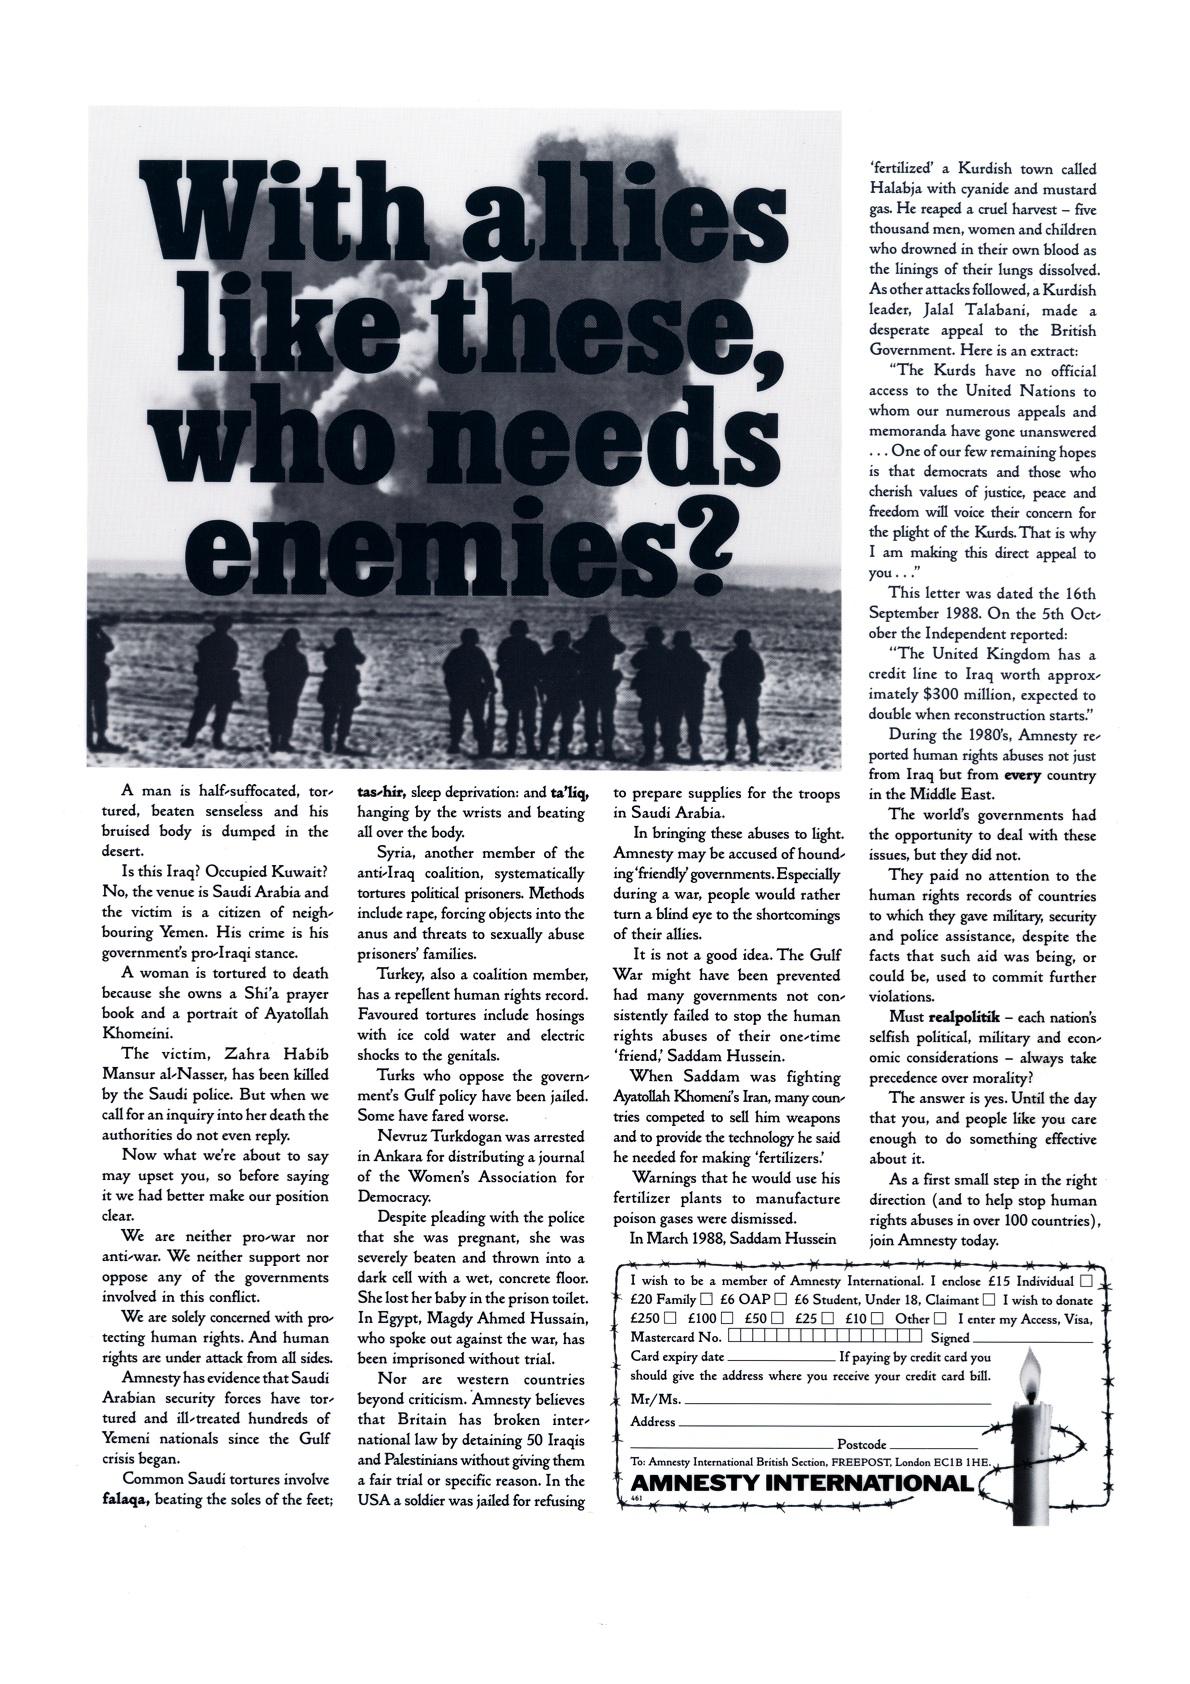 With allies
like these,
who needs
enemies?
A man is half-suffocated, tor-
tured, beaten senseless and his
bruised body is dumped in the
desert.
Is this Iraq? Occupied Kuwait?
No, the venue is Saudi Arabia and
the victim is a citizen of neigh-
bouring Yemen. His crime is his
government's pro-Iraqi stance.
A woman is tortured to death
because she owns a Shi'a prayer
book and a portrait of Ayatollah
Khomeini.
The victim, Zahra Habib
Mansur al-Nasser, has been killed
by the Saudi police. But when we
call for an inquiry into her death the
authorities do not even reply.
Now what we're about to say
may upset you, so before saying
it we had better make our position
clear.
We are neither pro-war nor
anti-war. We neither support nor
oppose any of the governments
involved in this conflict.
We are solely concerned with pro-
tecting human rights. And human
rights are under attack from all sides.
Amnesty has evidence that Saudi
Arabian security forces have tor-
tured and ill-treated hundreds of
Yemeni nationals since the Gulf
crisis began.
Common Saudi tortures involve
falaqa, beating the soles of the feet;
tas-hir, sleep deprivation: and ta'liq,
hanging by the wrists and beating
all over the body.
Syria, another member of the
anti-Iraq coalition, systematically
tortures political prisoners. Methods
include rape, forcing objects into the
anus and threats to sexually abuse
prisoners' families.
Turkey, also a coalition member,
has a repellent human rights record.
Favoured tortures include hosings
with ice cold water and electric
shocks to the genitals.
Turks who oppose the govern-
ment's Gulf policy have been jailed.
Some have fared worse.
Nevruz Turkdogan was arrested
in Ankara for distributing a journal
of the Women's Association for
Democracy.
Despite pleading with the police
that she was pregnant, she was
severely beaten and thrown into a
dark cell with a wet, concrete floor.
She lost her baby in the prison toilet.
In Egypt, Magdy Ahmed Hussain,
who spoke out against the war, has
been imprisoned without trial.
Nor are western countries
beyond criticism. Amnesty believes
that Britain has broken inter-
national law by detaining 50 Iraqis
and Palestinians without giving them
a fair trial or specific reason. In the
USA a soldier was jailed for refusing
to prepare supplies for the troops
in Saudi Arabia.
In bringing these abuses to light.
Amnesty may be accused of hound-
ing 'friendly' governments. Especially
during a war, people would rather
turn a blind eye to the shortcomings
of their allies.
It is not a good idea. The Gulf
War might have been prevented
had many governments not con-
sistently failed to stop the human
rights abuses of their one-time
'friend,' Saddam Hussein.
When Saddam was fighting
Ayatollah Khomeni's Iran, many coun-
tries competed to sell him weapons
and to provide the technology he said
he needed for making 'fertilizers.'
Warnings that he would use his
fertilizer plants to manufacture
poison gases were dismissed.
In March 1988, Saddam Hussein
'fertilized' a Kurdish town called
Halabja with cyanide and mustard
gas. He reaped a cruel harvest – five
thousand men, women and children
who drowned in their own blood as
the linings of their lungs dissolved.
As other attacks followed, a Kurdish
leader, Jalal Talabani, made a
desperate appeal to the British
Government. Here is an extract:
"The Kurds have no official
access to the United Nations to
whom our numerous appeals and
memoranda have gone unanswered
. . . One of our few remaining hopes
is that democrats and those who
cherish values of justice, peace and
freedom will voice their concern for
the plight of the Kurds. That is why
I am making this direct appeal to
you . . ."
This letter was dated the 16th
September 1988. On the 5th Oct-
ober the Independent reported:
"The United Kingdom has a
credit line to Iraq worth approx-
imately $300 million, expected to
double when reconstruction starts."
During the 1980's, Amnesty re-
ported human rights abuses not just
from Iraq but from every country
in the Middle East.
The world's governments had
the opportunity to deal with these
issues, but they did not.
They paid no attention to the
human rights records of countries
to which they gave military, security
and police assistance, despite the
facts that such aid was being, or
could be, used to commit further
violations.
Must realpolitik – each nation's
selfish political, military and econ-
omic considerations – always take
precedence over morality?
The answer is yes. Until the day
that you, and people like you care
enough to do something effective
about it.
As a first small step in the right
direction (and to help stop human
rights abuses in over 100 countries),
join Amnesty today.
I wish to be a member of Amnesty International. I enclose £15 Individual
£20 Family £6 OAP £6 Student, Under 18, Claimant I wish to donate
£250 £100 £50 £25 £10 Other I enter my Access, Visa,
Mastercard No. Signed
Card expiry date If paying by credit card you
should give the address where you receive your credit card bill.
Mr/Ms.
Address
Postcode
To: Amnesty International British Section, FREEPOST, London EC1B 1HE.
AMNESTY INTERNATIONAL
461